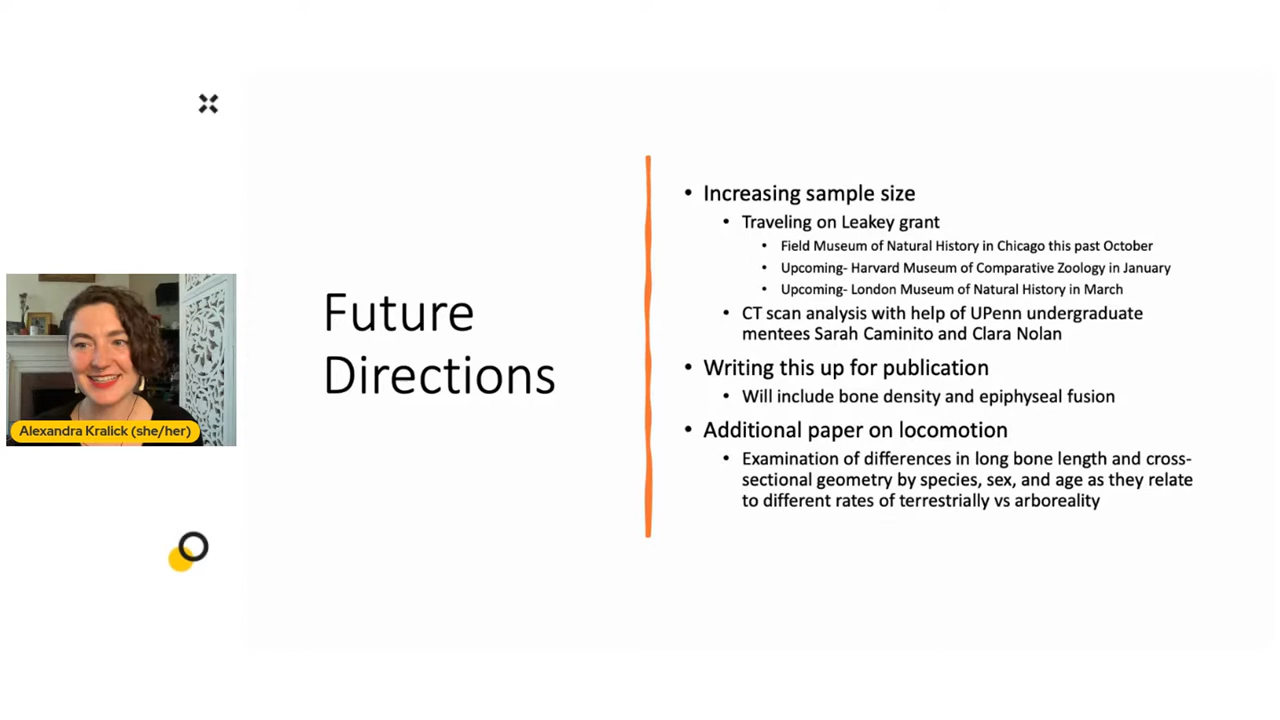 Future
Directions
• Increasing sample size
• Traveling on Leakey grant
• Field Museum of Natural History in Chicago this past October
• Upcoming- Harvard Museum of Comparative Zoology in January
• Upcoming- London Museum of Natural History in March
• CT scan analysis with help of UPenn undergraduate
mentees Sarah Caminito and Clara Nolan
• Writing this up for publication
• Will include bone density and epiphyseal fusion
• Additional paper on locomotion
• Examination of differences in long bone length and cross-
sectional geometry by species, sex, and age as they relate
to different rates of terrestrially vs arboreality
Alexandra Kralick (she/her)